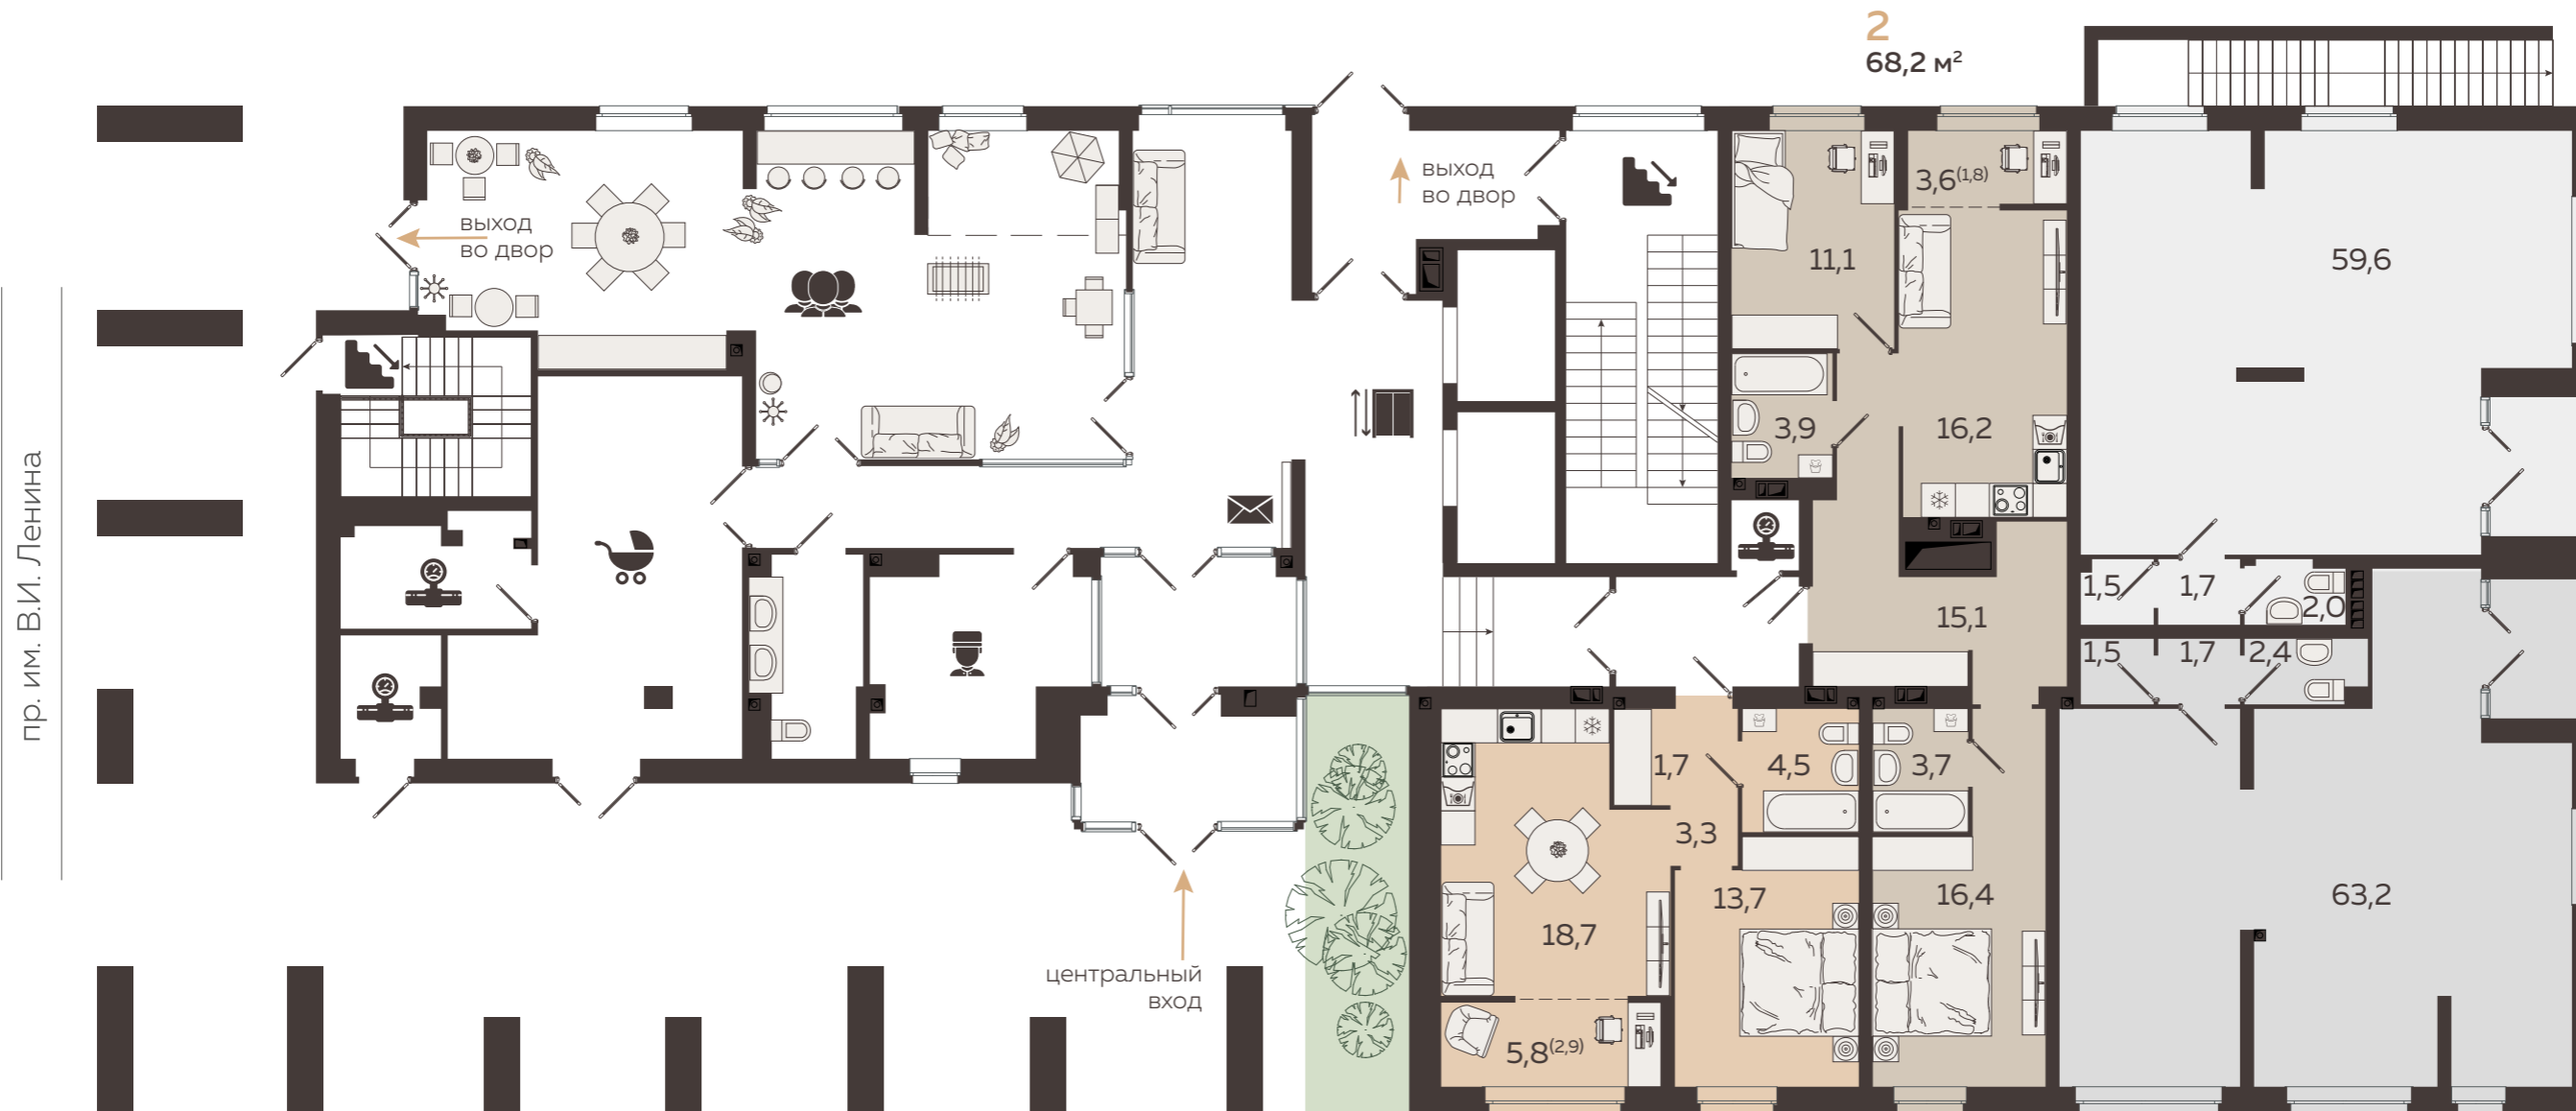 2
68,2 м²
выход
во двор
3,6(1,8)
выход
во двор
11,1
59,6
3,9
16,2
пр. им. В.И. Ленина
1,5
1,7
2,0
15,1
1,5
1,7
2,4
1,7
4,5
3,7
3,3
13,7
16,4
63,2
18,7
центральный
вход
5,8(2,9)